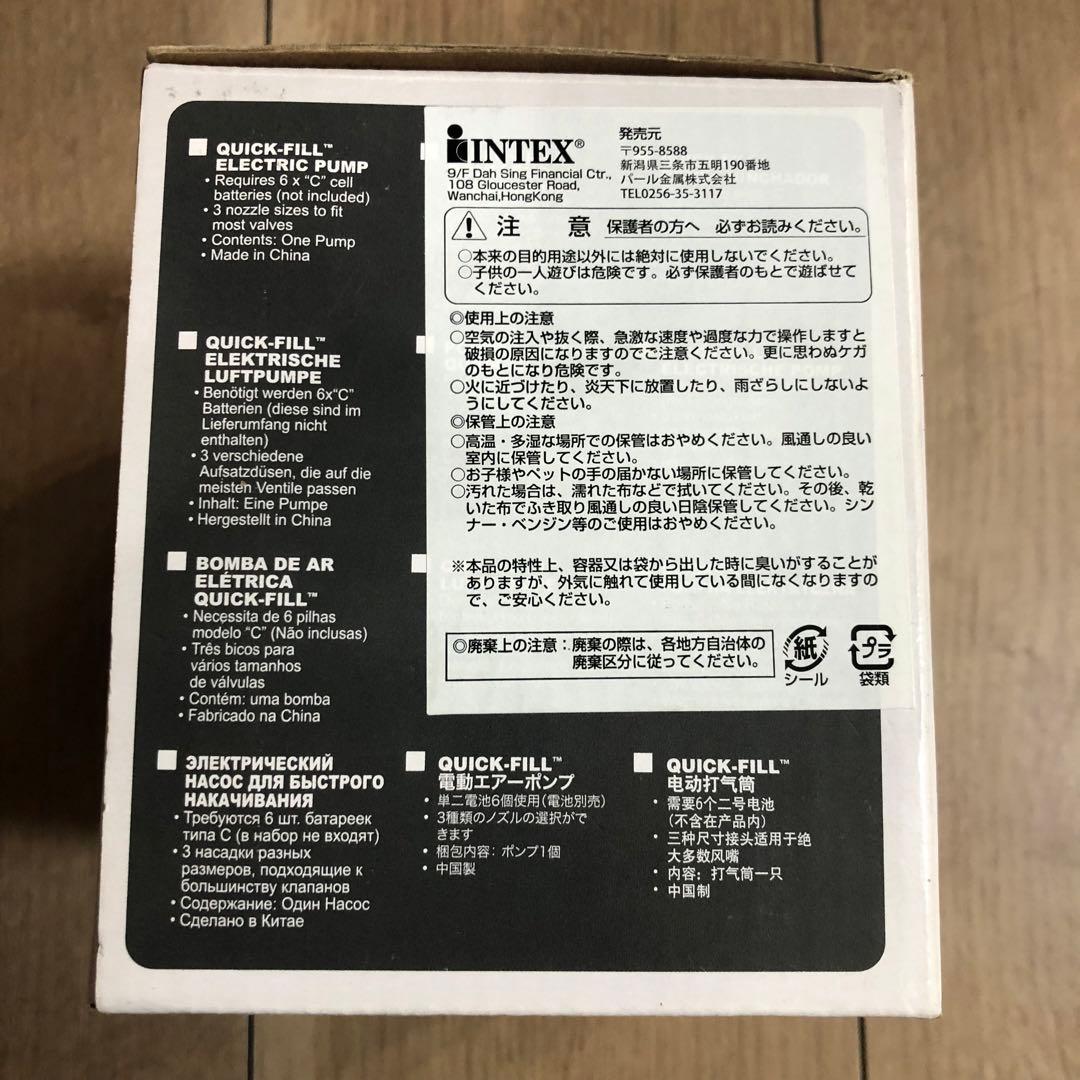 QUICK-FILL™
ELECTRIC PUMP
• Requires 6 x “C” cell
batteries (not included)
• 3 nozzle sizes to fit
most valves
• Contents: One Pump
• Made in China
QUICK-FILL™
ELEKTRISCHE
LUFTPUMPE
• Benötigt werden 6x“C”
Batterien (diese sind im
Lieferumfang nicht
enthalten)
• 3 verschiedene
Aufsatzdüsen, die auf die
meisten Ventile passen
• Inhalt: Eine Pumpe
• Hergestellt in China
BOMBA DE AR
ELÉTRICA
QUICK-FILL™
• Necessita de 6 pilhas
modelo “C” (Não inclusas)
• Três bicos para
vários tamanhos
de válvulas
• Contém: uma bomba
• Fabricado na China
ЭЛЕКТРИЧЕСКИЙ
НАСОС ДЛЯ БЫСТРОГО
НАКАЧИВАНИЯ
• Требуются 6 шт. батареек
типа C (в набор не входят)
• 3 насадки разных
размеров, подходящие к
большинству клапанов
• Содержание: Один Насос
• Сделано в Китае
INTEX®
9/F Dah Sing Financial Ctr.,
108 Gloucester Road,
Wanchai,HongKong
発売元
〒955-8588
新潟県三条市五明190番地
パール金属株式会社
TEL0256-35-3117
注 意 保護者の方へ 必ずお読みください。
○本来の目的用途以外には絶対に使用しないでください。
○子供の一人遊びは危険です。必ず保護者のもとで遊ばせて
ください。
◎使用上の注意
○空気の注入や抜く際、急激な速度や過度な力で操作しますと
破損の原因になりますのでご注意ください。更に思わぬケガ
のもとになり危険です。
○火に近づけたり、炎天下に放置したり、雨ざらしにしないよ
うにしてください。
◎保管上の注意
○高温・多湿な場所での保管はおやめください。風通しの良い
室内に保管してください。
○お子様やペットの手の届かない場所に保管してください。
○汚れた場合は、濡れた布などで拭いてください。その後、乾
いた布でふき取り風通しの良い日陰保管してください。シン
ナー・ベンジン等のご使用はおやめください。
※本品の特性上、容器又は袋から出した時に臭いがすることが
ありますが、外気に触れて使用している間になくなりますの
で、ご安心ください。
◎廃棄上の注意：廃棄の際は、各地方自治体の
廃棄区分に従ってください。
紙
シール
プラ
袋類
QUICK-FILL™
電動エアーポンプ
• 単二電池6個使用(電池別売)
• 3種類のノズルの選択がで
きます
• 梱包内容: ポンプ1個
• 中国製
QUICK-FILL™
电动打气筒
• 需要6个二号电池
(不含在产品内)
• 三种尺寸接头适用于绝
大多数风嘴
• 内容: 打气筒一只
• 中国制